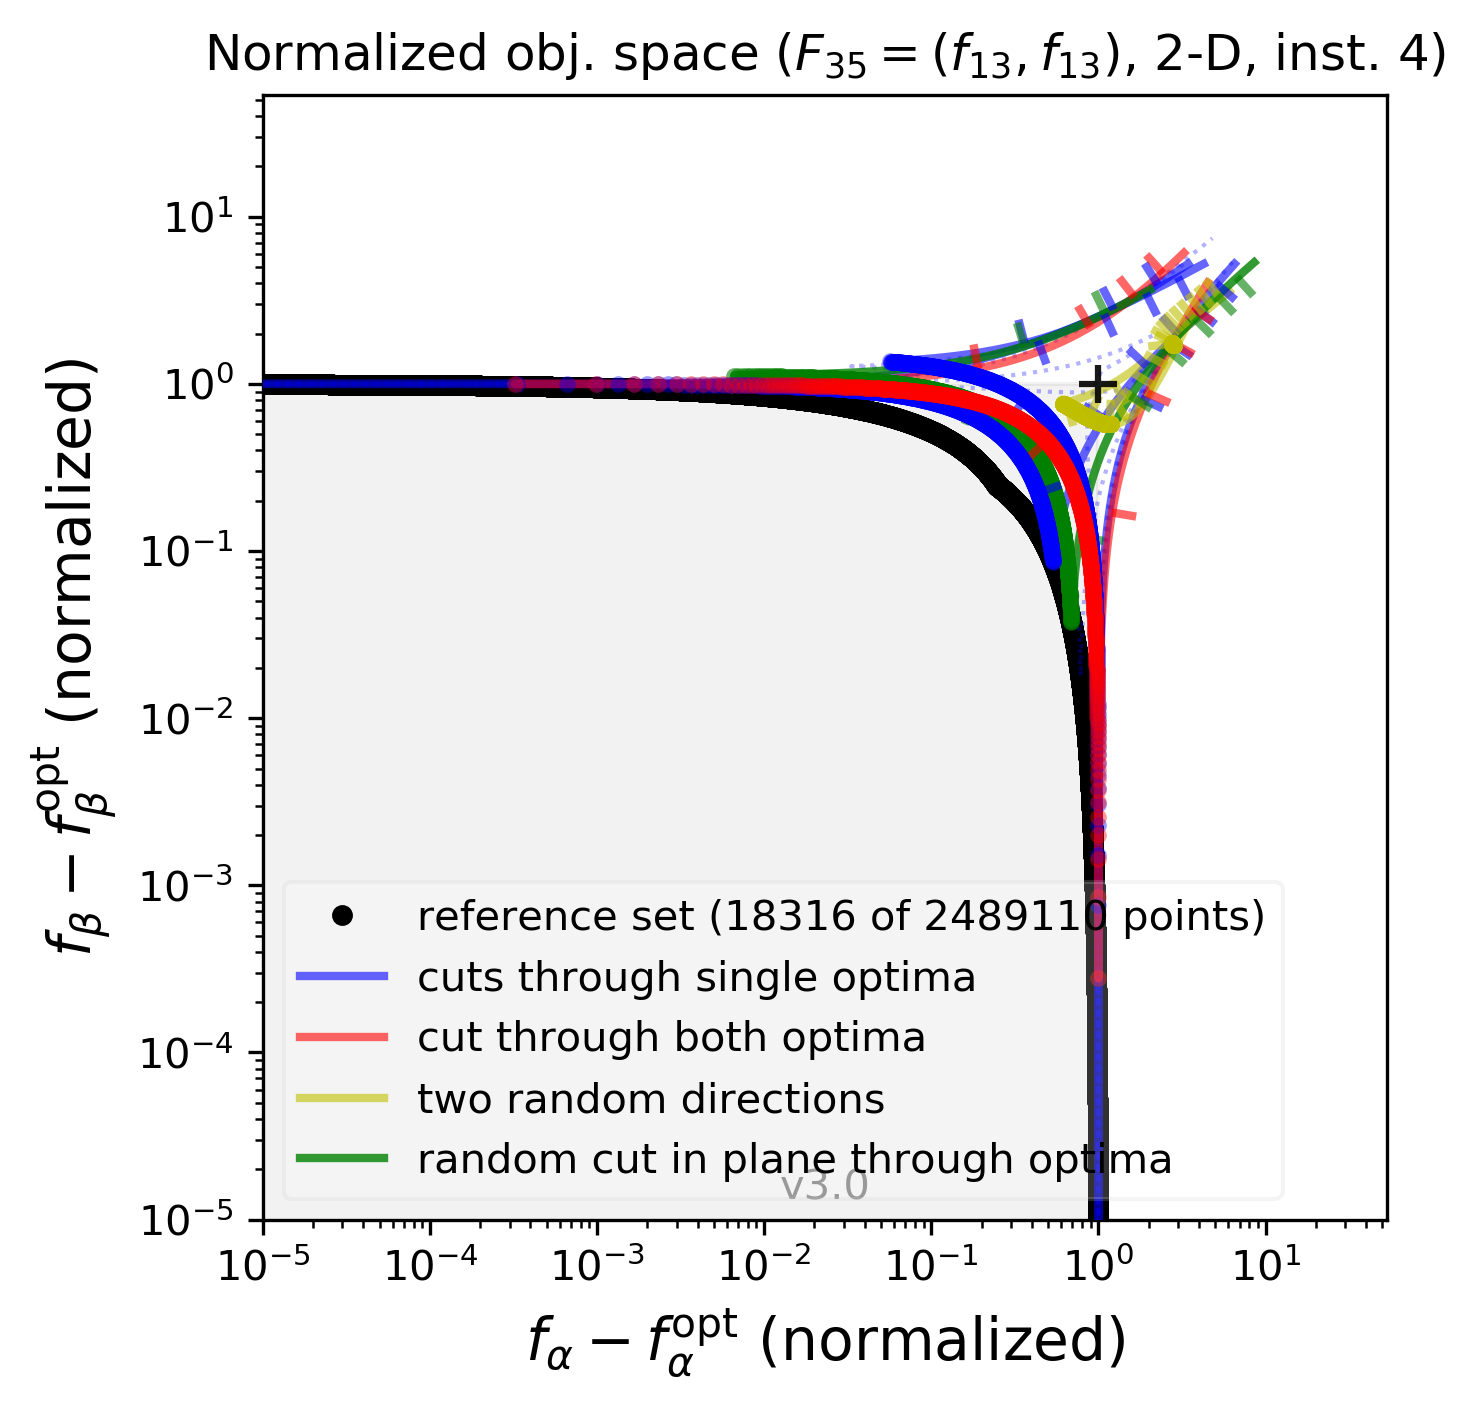 Normalized obj. space (F₃₅ = (f₁₃, f₁₃), 2-D, inst. 4)
f_β − f_β^opt (normalized)
10¹
10⁰
10⁻¹
10⁻²
10⁻³
10⁻⁴
10⁻⁵
reference set (18316 of 2489110 points)
cuts through single optima
cut through both optima
two random directions
random cut in plane through optima
v3.0
10⁻⁵ 10⁻⁴ 10⁻³ 10⁻² 10⁻¹ 10⁰ 10¹
f_α − f_α^opt (normalized)